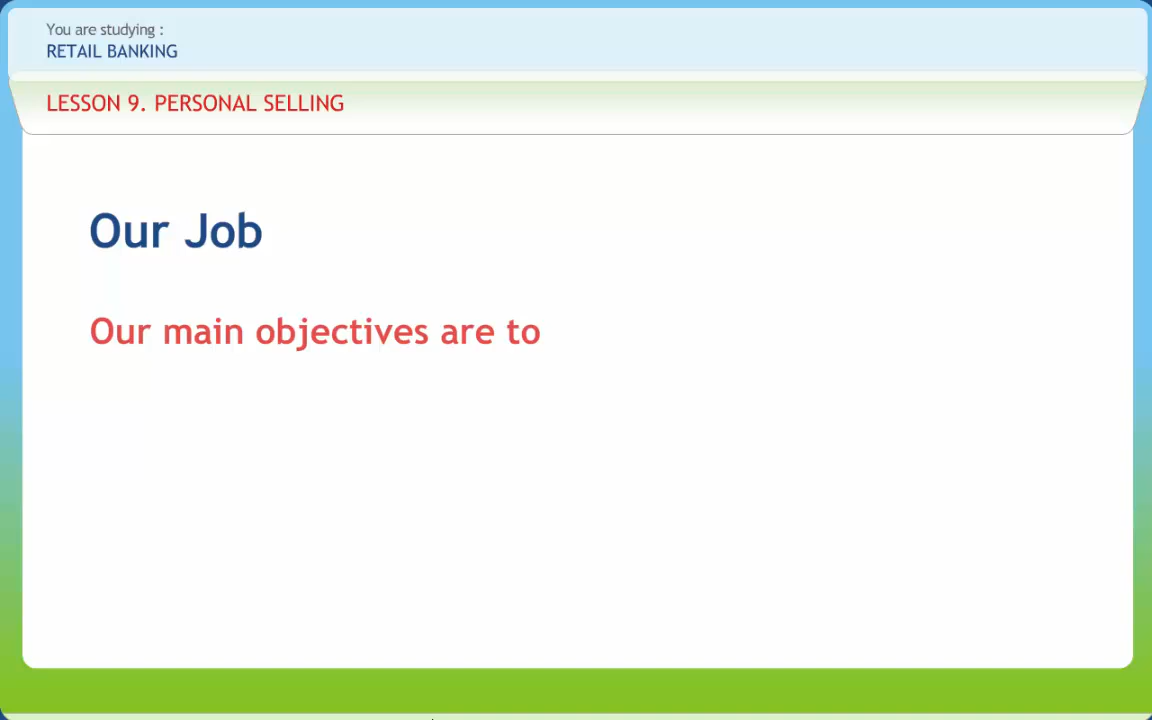 You are studying :
RETAIL BANKING
LESSON 9. PERSONAL SELLING
Our Job
Our main objectives are to